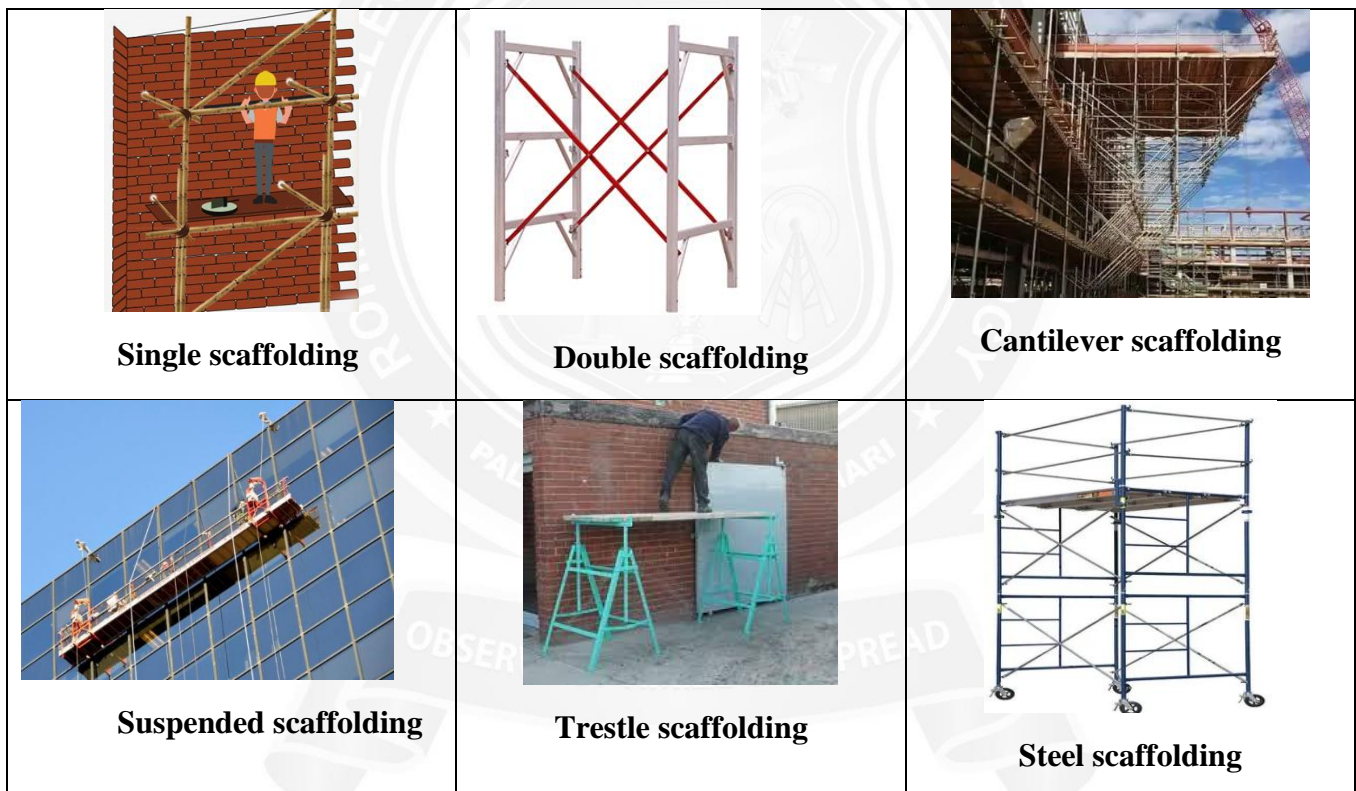 Single scaffolding
Double scaffolding
Cantilever scaffolding
Suspended scaffolding
Trestle scaffolding
Steel scaffolding